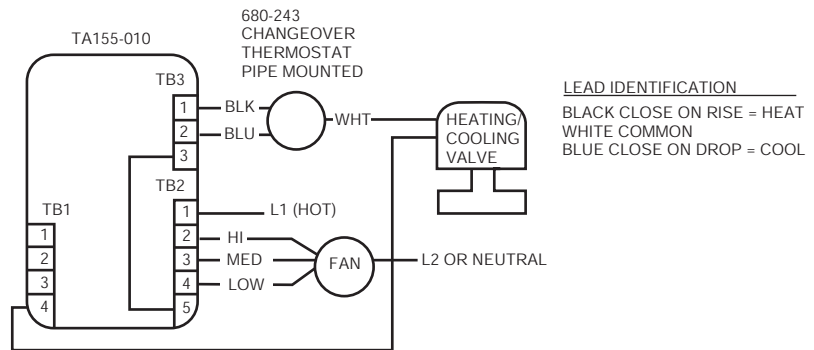 680-243
CHANGEOVER
THERMOSTAT
PIPE MOUNTED
TA155-010
TB3
1
2
3
BLK
BLU
WHT
HEATING/
COOLING
VALVE
LEAD IDENTIFICATION
BLACK CLOSE ON RISE = HEAT
WHITE COMMON
BLUE CLOSE ON DROP = COOL
TB2
1
2
3
4
5
L1 (HOT)
HI
MED
LOW
FAN
L2 OR NEUTRAL
TB1
1
2
3
4